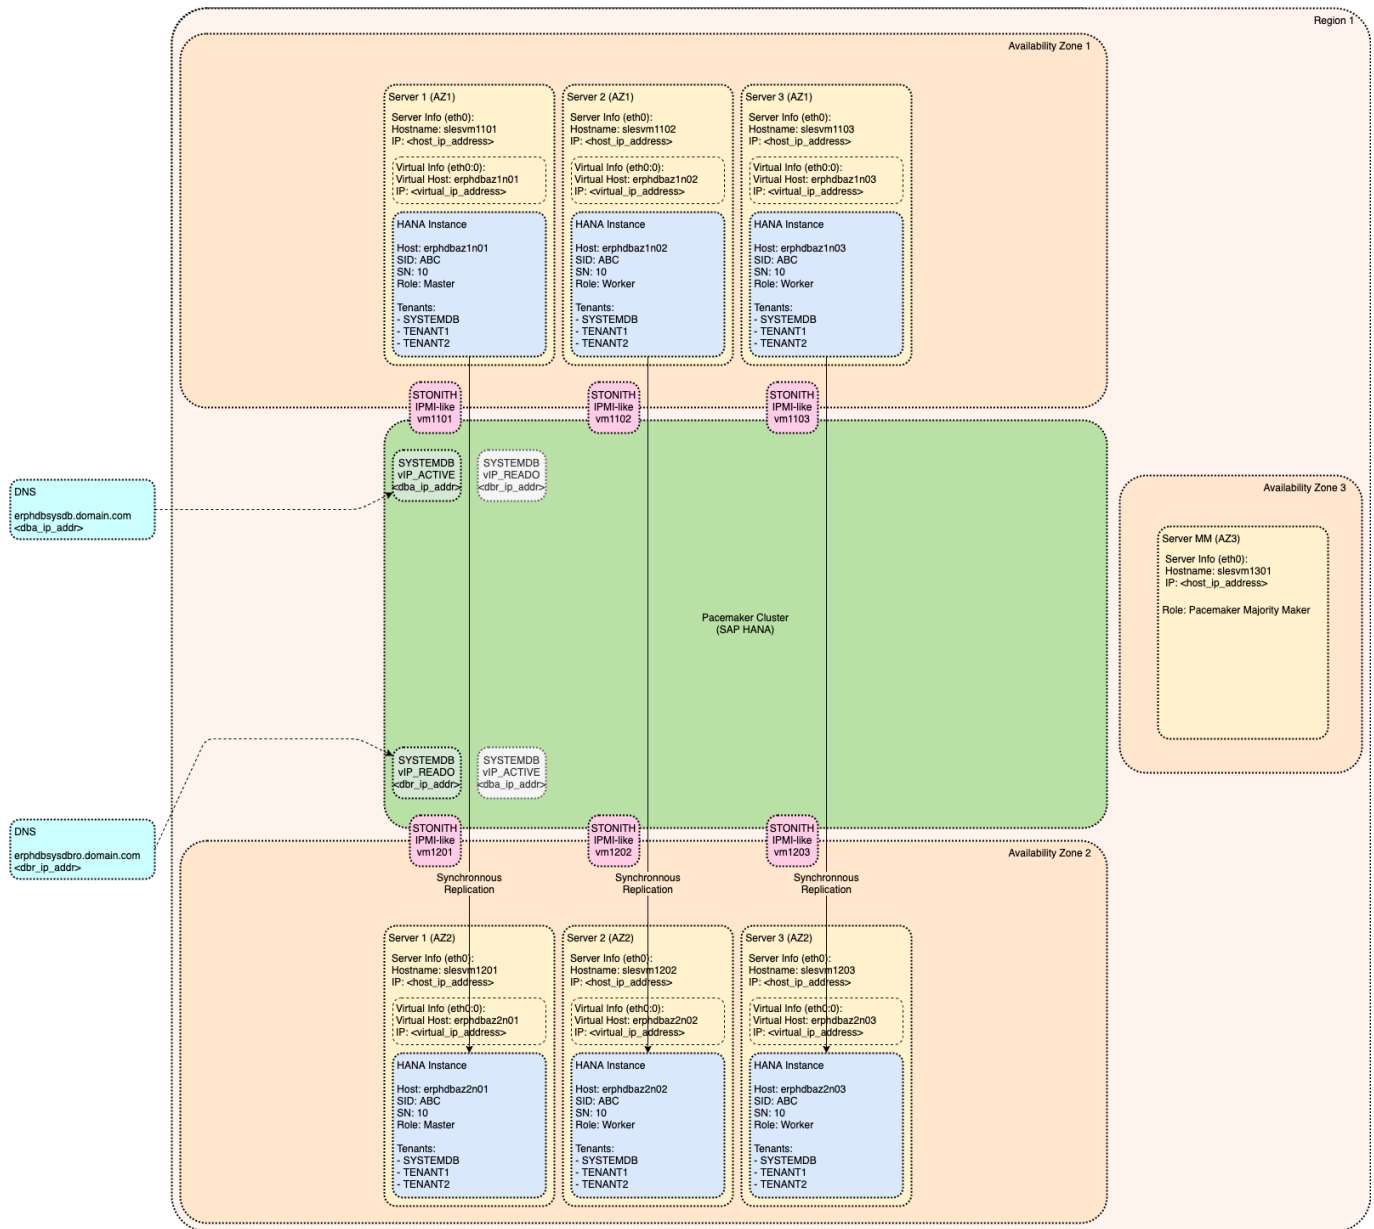 Region 1
Availability Zone 1
Server 1 (AZ1)
Server Info (eth0):
Hostname: slesvm1101
IP: <host_ip_address>
Virtual Info (eth0:0):
Virtual Host: erphdbaz1n01
IP: <virtual_ip_address>
HANA Instance
Host: erphdbaz1n01
SID: ABC
SN: 10
Role: Master
Tenants:
- SYSTEMDB
- TENANT1
- TENANT2
Server 2 (AZ1)
Server Info (eth0):
Hostname: slesvm1102
IP: <host_ip_address>
Virtual Info (eth0:0):
Virtual Host: erphdbaz1n02
IP: <virtual_ip_address>
HANA Instance
Host: erphdbaz1n02
SID: ABC
SN: 10
Role: Worker
Tenants:
- SYSTEMDB
- TENANT1
- TENANT2
Server 3 (AZ1)
Server Info (eth0):
Hostname: slesvm1103
IP: <host_ip_address>
Virtual Info (eth0:0):
Virtual Host: erphdbaz1n03
IP: <virtual_ip_address>
HANA Instance
Host: erphdbaz1n03
SID: ABC
SN: 10
Role: Worker
Tenants:
- SYSTEMDB
- TENANT1
- TENANT2
STONITH
IPMI-like
vm1101
STONITH
IPMI-like
vm1102
STONITH
IPMI-like
vm1103
SYSTEMDB
vIP_ACTIVE
<dba_ip_addr>
SYSTEMDB
vIP_READO
<dbr_ip_addr>
DNS
erphdbsysdb.domain.com
<dba_ip_addr>
Availability Zone 3
Server MM (AZ3)
Server Info (eth0):
Hostname: slesvm1301
IP: <host_ip_address>
Role: Pacemaker Majority Maker
Pacemaker Cluster
(SAP HANA)
SYSTEMDB
vIP_READO
<dbr_ip_addr>
SYSTEMDB
vIP_ACTIVE
<dba_ip_addr>
DNS
erphdbsysdbro.domain.com
<dbr_ip_addr>
STONITH
IPMI-like
vm1201
STONITH
IPMI-like
vm1202
STONITH
IPMI-like
vm1203
Availability Zone 2
Synchronnous
Replication
Synchronnous
Replication
Synchronnous
Replication
Server 1 (AZ2)
Server Info (eth0):
Hostname: slesvm1201
IP: <host_ip_address>
Virtual Info (eth0:0):
Virtual Host: erphdbaz2n01
IP: <virtual_ip_address>
HANA Instance
Host: erphdbaz2n01
SID: ABC
SN: 10
Role: Master
Tenants:
- SYSTEMDB
- TENANT1
- TENANT2
Server 2 (AZ2)
Server Info (eth0):
Hostname: slesvm1202
IP: <host_ip_address>
Virtual Info (eth0:0):
Virtual Host: erphdbaz2n02
IP: <virtual_ip_address>
HANA Instance
Host: erphdbaz2n02
SID: ABC
SN: 10
Role: Worker
Tenants:
- SYSTEMDB
- TENANT1
- TENANT2
Server 3 (AZ2)
Server Info (eth0):
Hostname: slesvm1203
IP: <host_ip_address>
Virtual Info (eth0:0):
Virtual Host: erphdbaz2n03
IP: <virtual_ip_address>
HANA Instance
Host: erphdbaz2n03
SID: ABC
SN: 10
Role: Worker
Tenants:
- SYSTEMDB
- TENANT1
- TENANT2